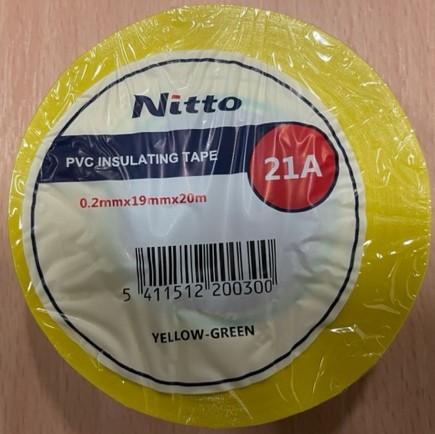 Nitto
PVC INSULATING TAPE
21A
0.2mmx19mmx20m
5 411512 200300
YELLOW-GREEN